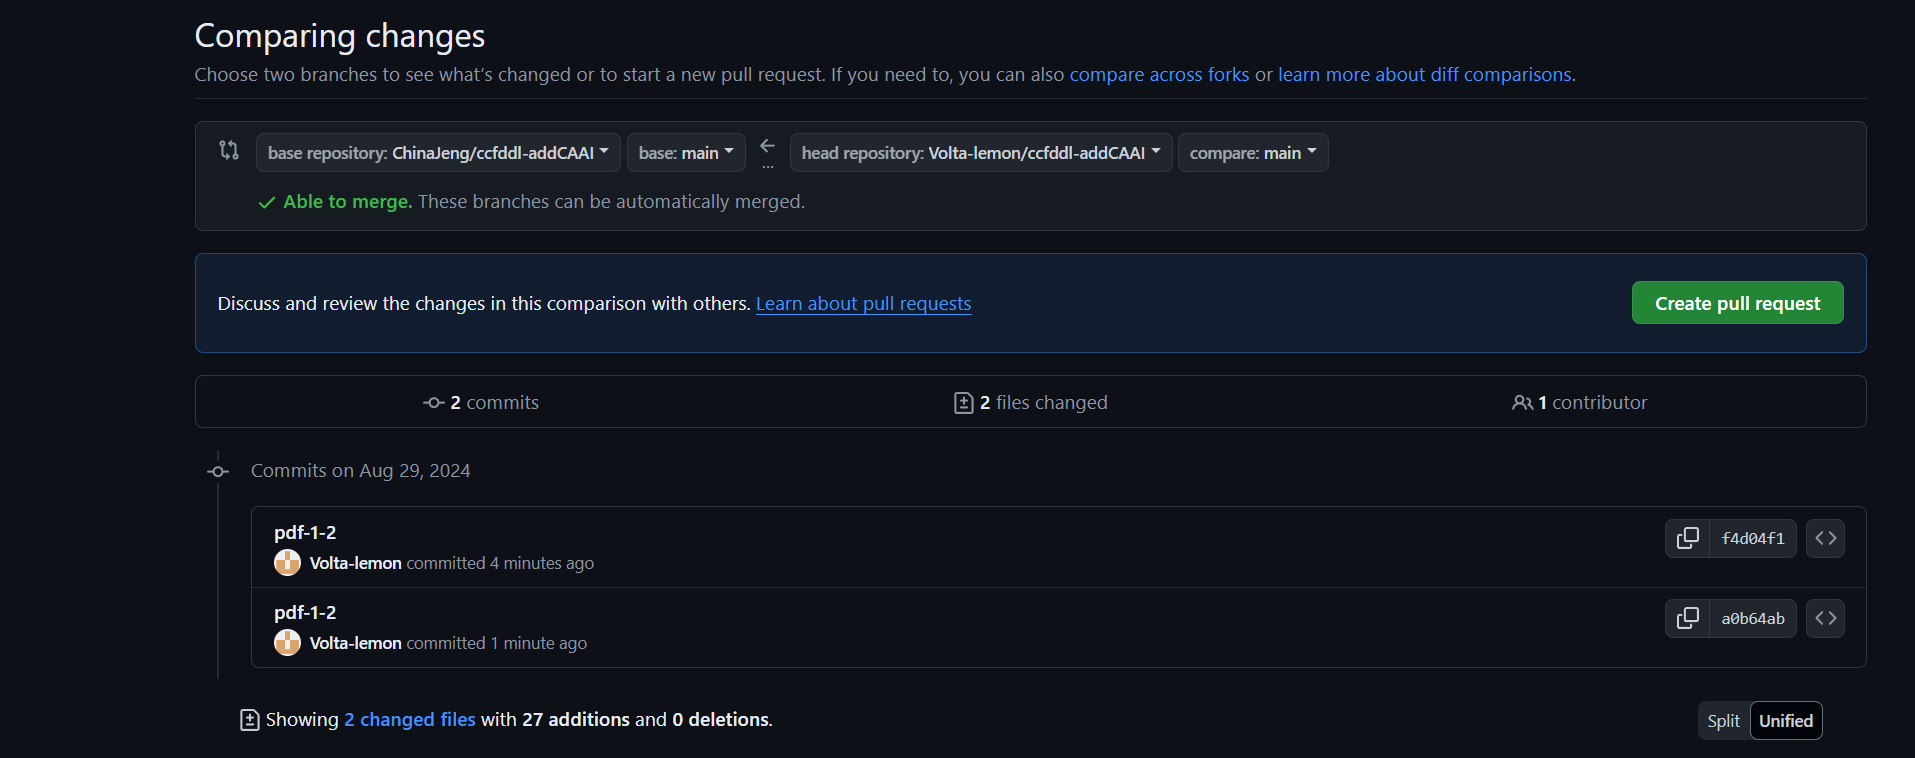 Comparing changes
Choose two branches to see what's changed or to start a new pull request. If you need to, you can also compare across forks or learn more about diff comparisons.
base repository: ChinaJeng/ccfddl-addCAAI base: main ... head repository: Volta-lemon/ccfddl-addCAAI compare: main
Able to merge. These branches can be automatically merged.
Discuss and review the changes in this comparison with others. Learn about pull requests Create pull request
2 commits 2 files changed 1 contributor
Commits on Aug 29, 2024
pdf-1-2
f4d04f1
Volta-lemon committed 4 minutes ago
pdf-1-2
a0b64ab
Volta-lemon committed 1 minute ago
Showing 2 changed files with 27 additions and 0 deletions. Split Unified